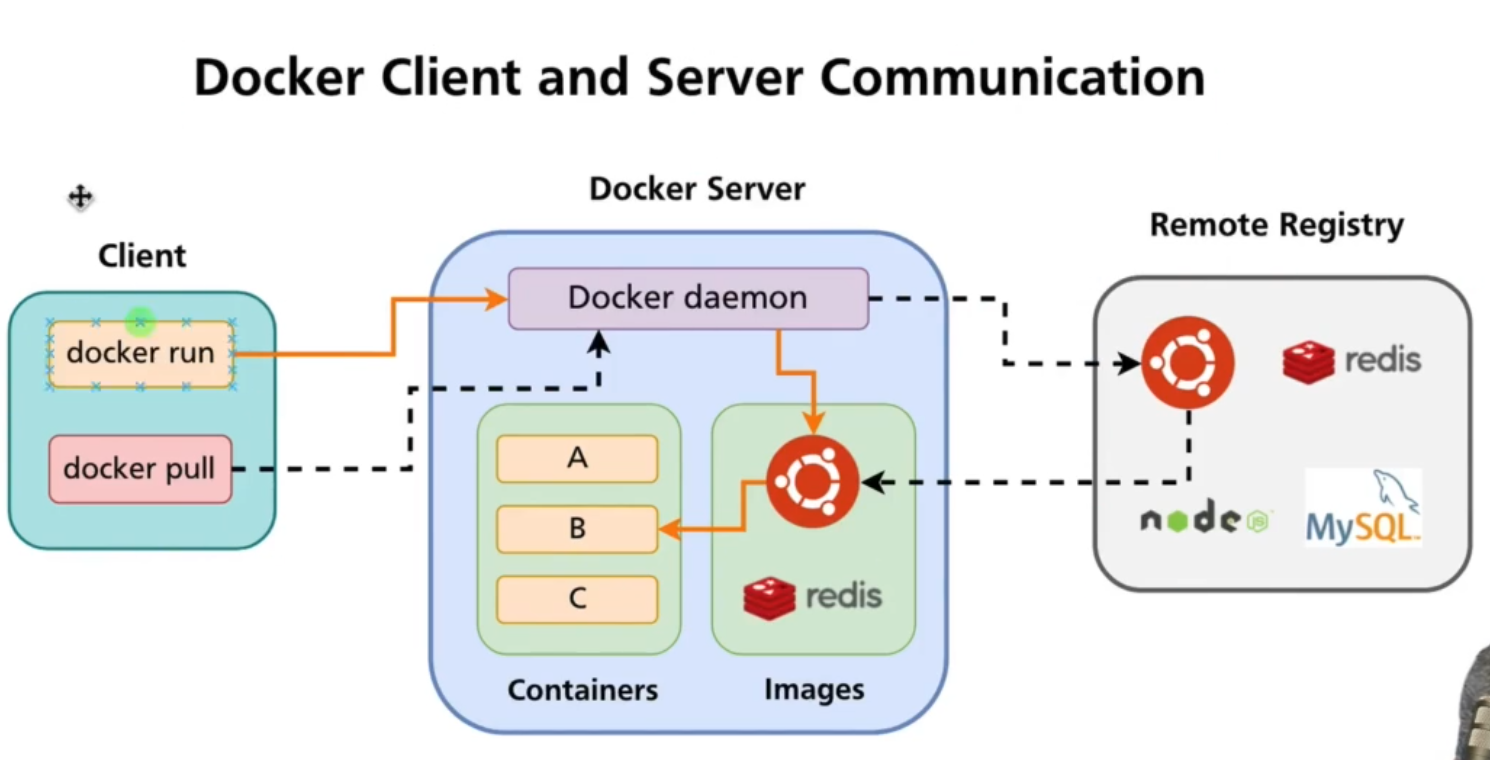 Docker Client and Server Communication
Docker Server
Remote Registry
Client
Docker daemon
docker run
redis
docker pull
A
B
C
redis
node JS
MySQL
Containers
Images